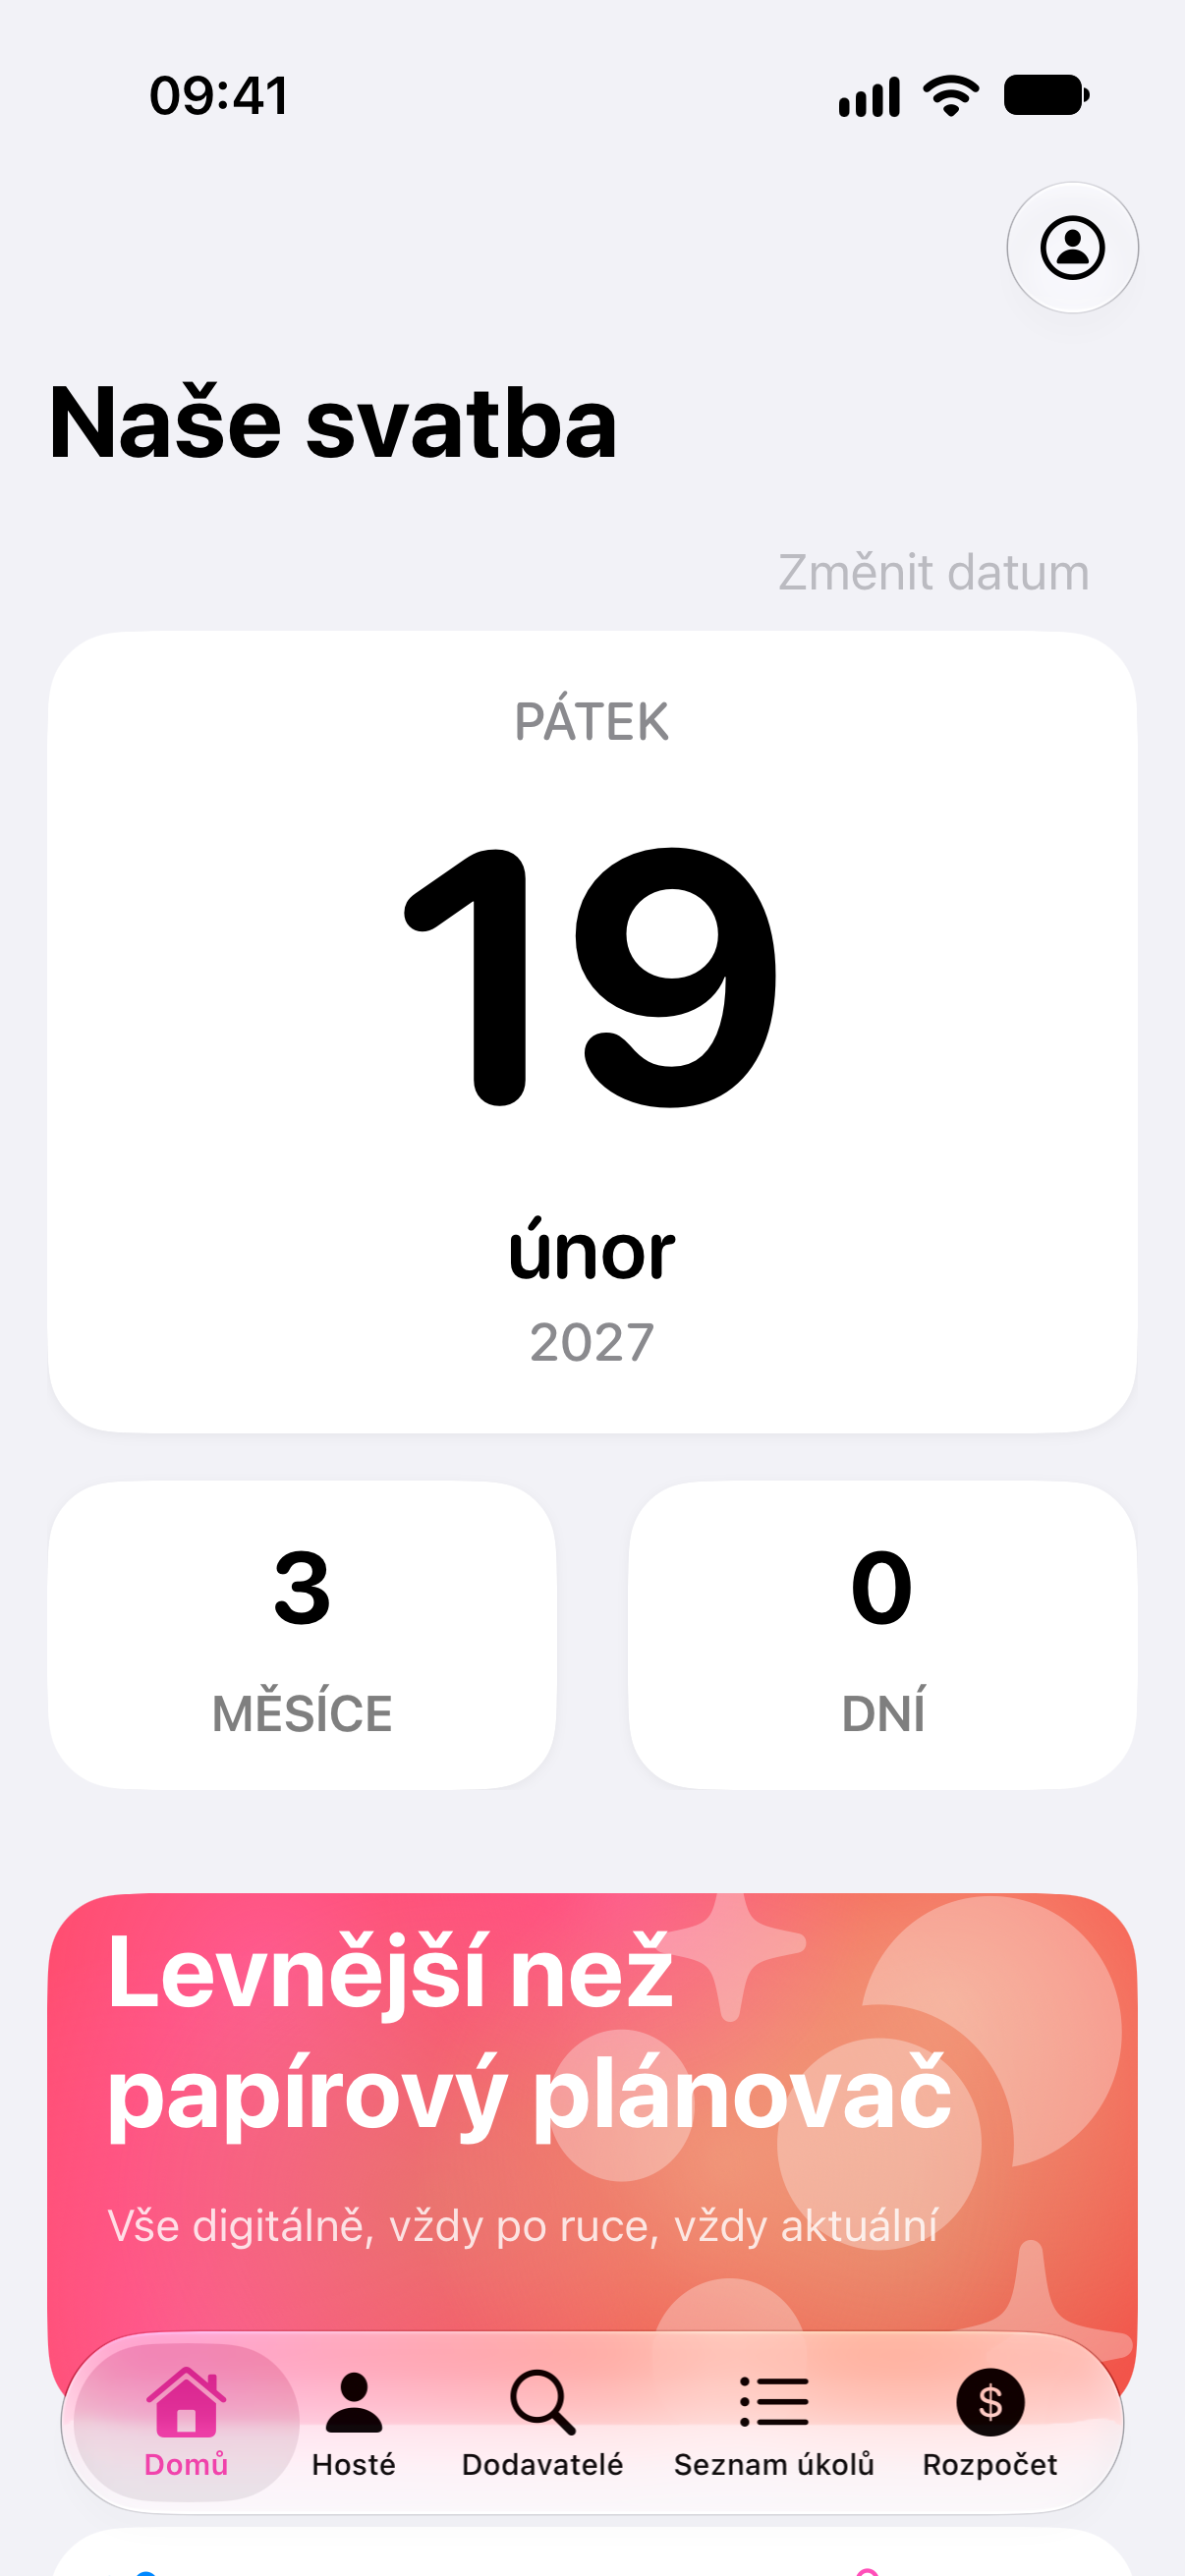 09:41
Naše svatba
Změnit datum
PÁTEK
19
únor
2027
3
MĚSÍCE
0
DNÍ
Levnější než
papírový plánovač
Vše digitálně, vždy po ruce, vždy aktuální
Domů
Hosté
Dodavatelé
Seznam úkolů
$
Rozpočet